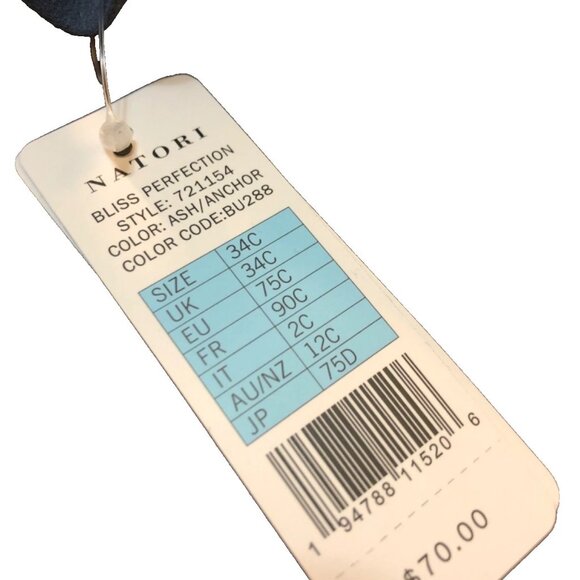 NATORI
BLISS PERFECTION
STYLE: 721154
COLOR: ASH/ANCHOR
COLOR CODE:BU288
SIZE 34C
UK 34C
EU 75C
FR 90C
IT 2C
AU/NZ 12C
JP 75D
1 94788 11520 6
$70.00